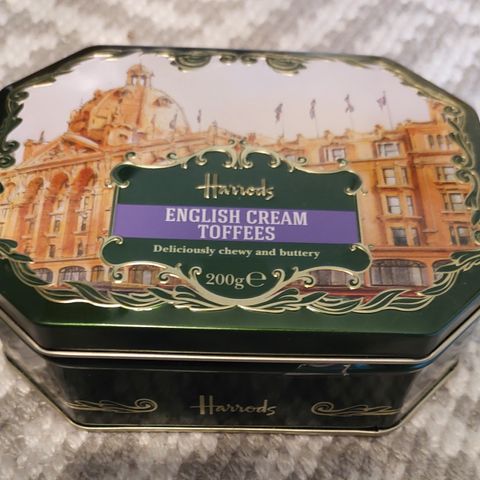 Harrods
ENGLISH CREAM
TOFFEES
Deliciously chewy and buttery
200g℮
Harrods